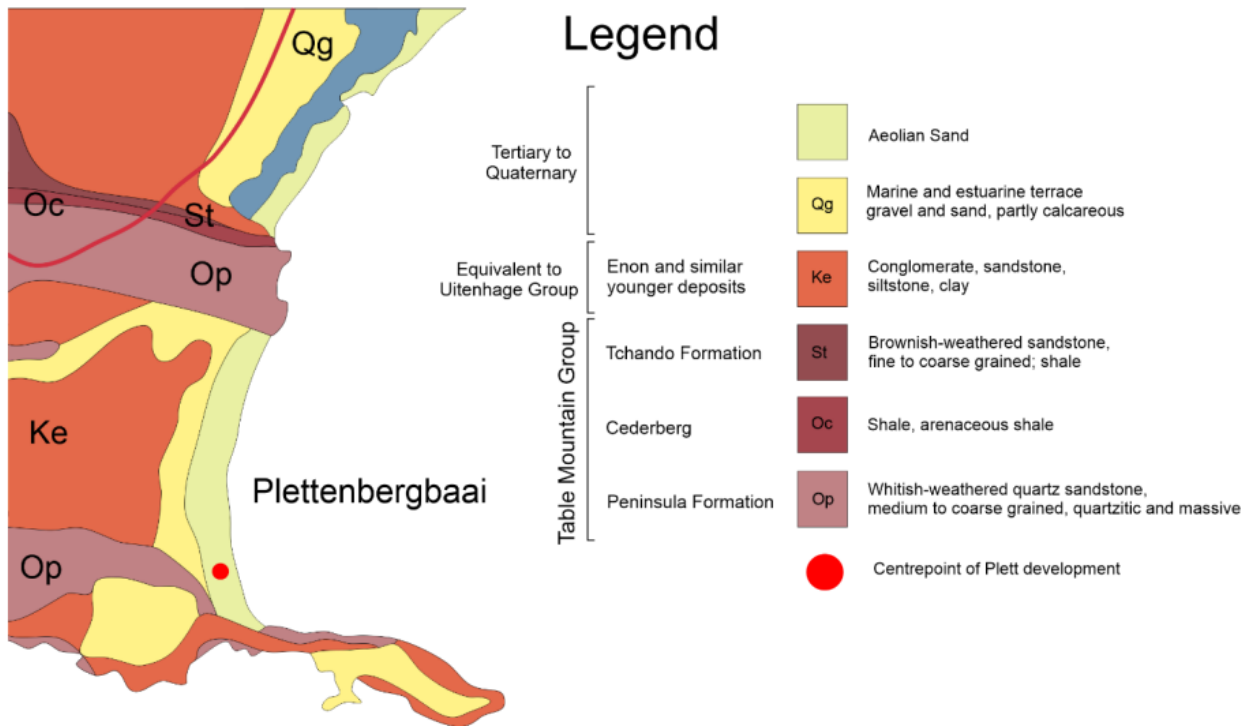 Legend
Qg
Oc
St
Op
Ke
Plettenbergbaai
Op
Tertiary to
Quaternary
Equivalent to
Uitenhage Group
Enon and similar
younger deposits
Table Mountain Group
Tchando Formation
Cederberg
Peninsula Formation
Aeolian Sand
Qg
Marine and estuarine terrace
gravel and sand, partly calcareous
Ke
Conglomerate, sandstone,
siltstone, clay
St
Brownish-weathered sandstone,
fine to coarse grained; shale
Oc
Shale, arenaceous shale
Op
Whitish-weathered quartz sandstone,
medium to coarse grained, quartzitic and massive
Centrepoint of Plett development